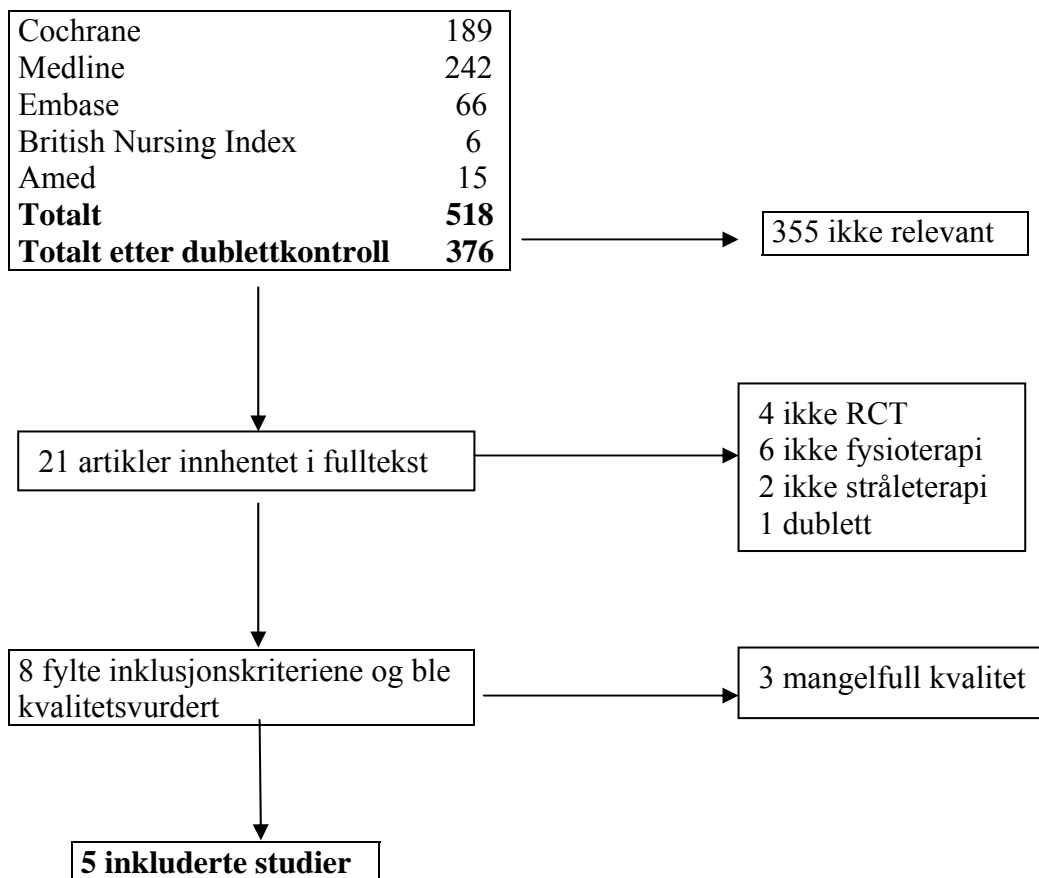 Cochrane 189
Medline 242
Embase 66
British Nursing Index 6
Amed 15
Totalt 518
Totalt etter dublettkontroll 376
355 ikke relevant
21 artikler innhentet i fulltekst
4 ikke RCT
6 ikke fysioterapi
2 ikke stråleterapi
1 dublett
8 fylte inklusjonskriteriene og ble
kvalitetsvurdert
3 mangelfull kvalitet
5 inkluderte studier